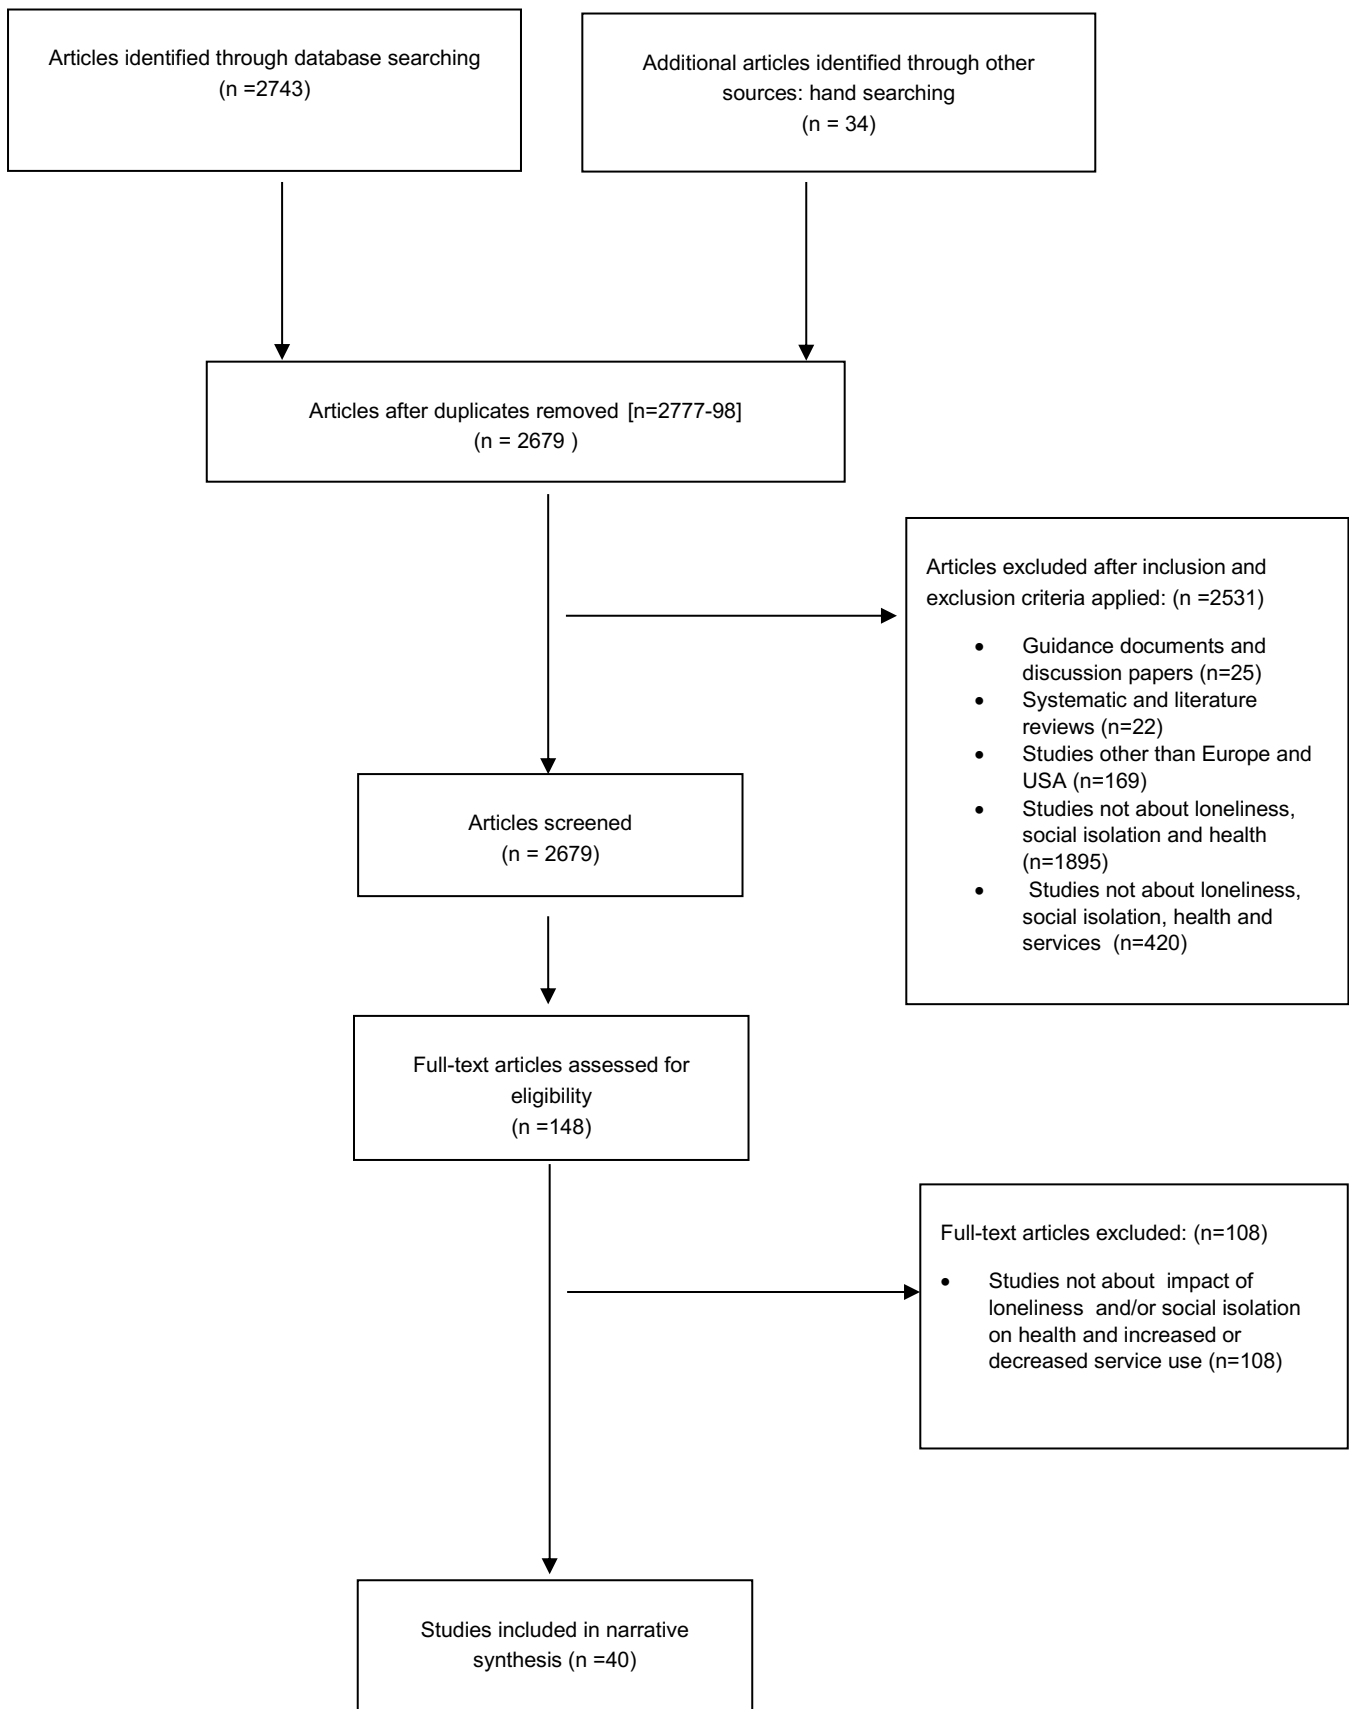 Articles identified through database searching
(n =2743)
Additional articles identified through other
sources: hand searching
(n = 34)
Articles after duplicates removed [n=2777-98]
(n = 2679 )
Articles excluded after inclusion and
exclusion criteria applied: (n =2531)
• Guidance documents and
discussion papers (n=25)
• Systematic and literature
reviews (n=22)
• Studies other than Europe and
USA (n=169)
• Studies not about loneliness,
social isolation and health
(n=1895)
• Studies not about loneliness,
social isolation, health and
services (n=420)
Articles screened
(n = 2679)
Full-text articles assessed for
eligibility
(n =148)
Full-text articles excluded: (n=108)
• Studies not about impact of
loneliness and/or social isolation
on health and increased or
decreased service use (n=108)
Studies included in narrative
synthesis (n =40)